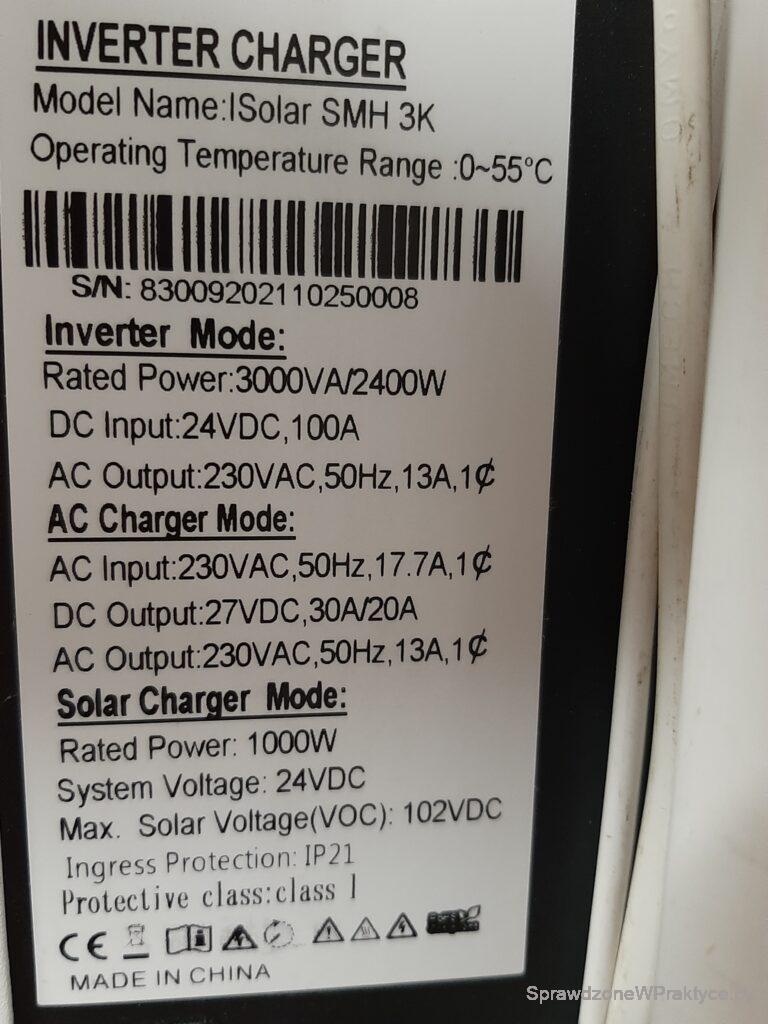 INVERTER CHARGER
Model Name:ISolar SMH 3K
Operating Temperature Range :0~55°C
S/N: 83009202110250008
Inverter Mode:
Rated Power:3000VA/2400W
DC Input:24VDC,100A
AC Output:230VAC,50Hz,13A,1¢
AC Charger Mode:
AC Input:230VAC,50Hz,17.7A,1¢
DC Output:27VDC,30A/20A
AC Output:230VAC,50Hz,13A,1¢
Solar Charger Mode:
Rated Power: 1000W
System Voltage: 24VDC
Max. Solar Voltage(VOC): 102VDC
Ingress Protection: IP21
Protective class:class I
CE
MADE IN CHINA